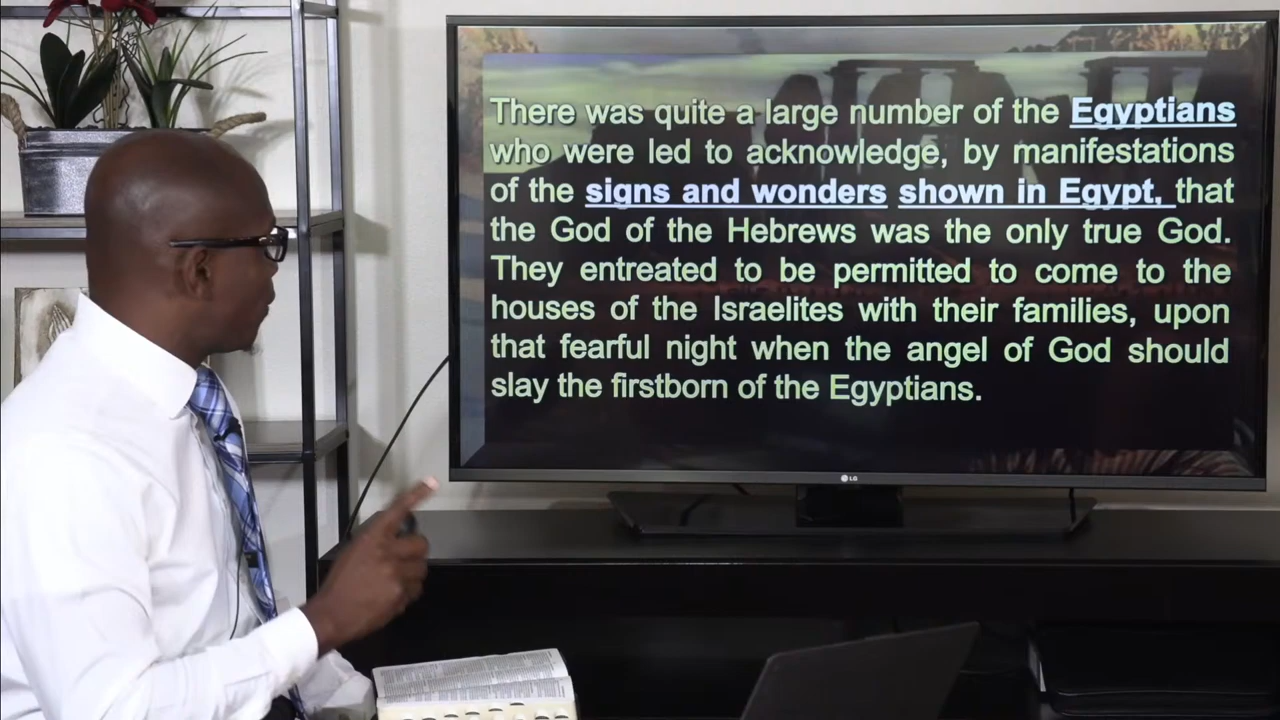 There was quite a large number of the Egyptians
who were led to acknowledge, by manifestations
of the signs and wonders shown in Egypt, that
the God of the Hebrews was the only true God.
They entreated to be permitted to come to the
houses of the Israelites with their families, upon
that fearful night when the angel of God should
slay the firstborn of the Egyptians.
LG